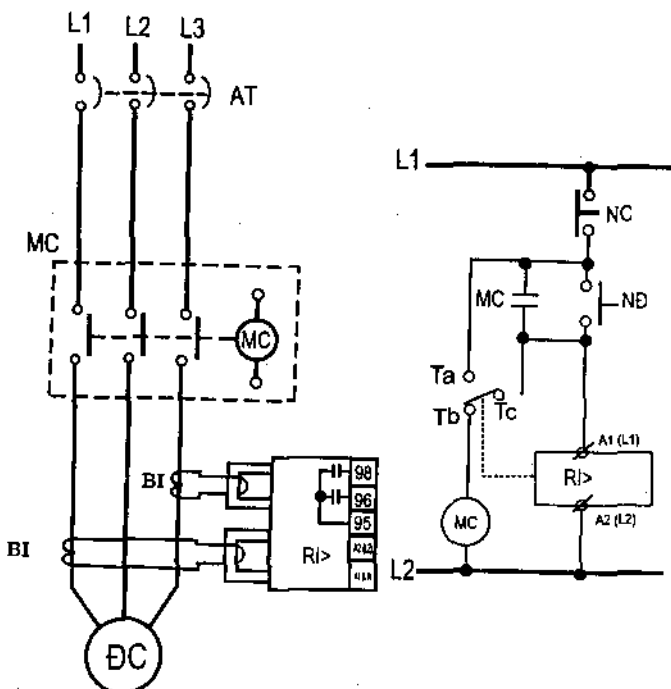 L1 L2 L3
AT
MC
MC
BI
98
96
95
BI
RI>
ĐC
L1
NC
MC
NĐ
Ta
Tc
Tb
A1 (L1)
RI>
MC
A2 (L2)
L2